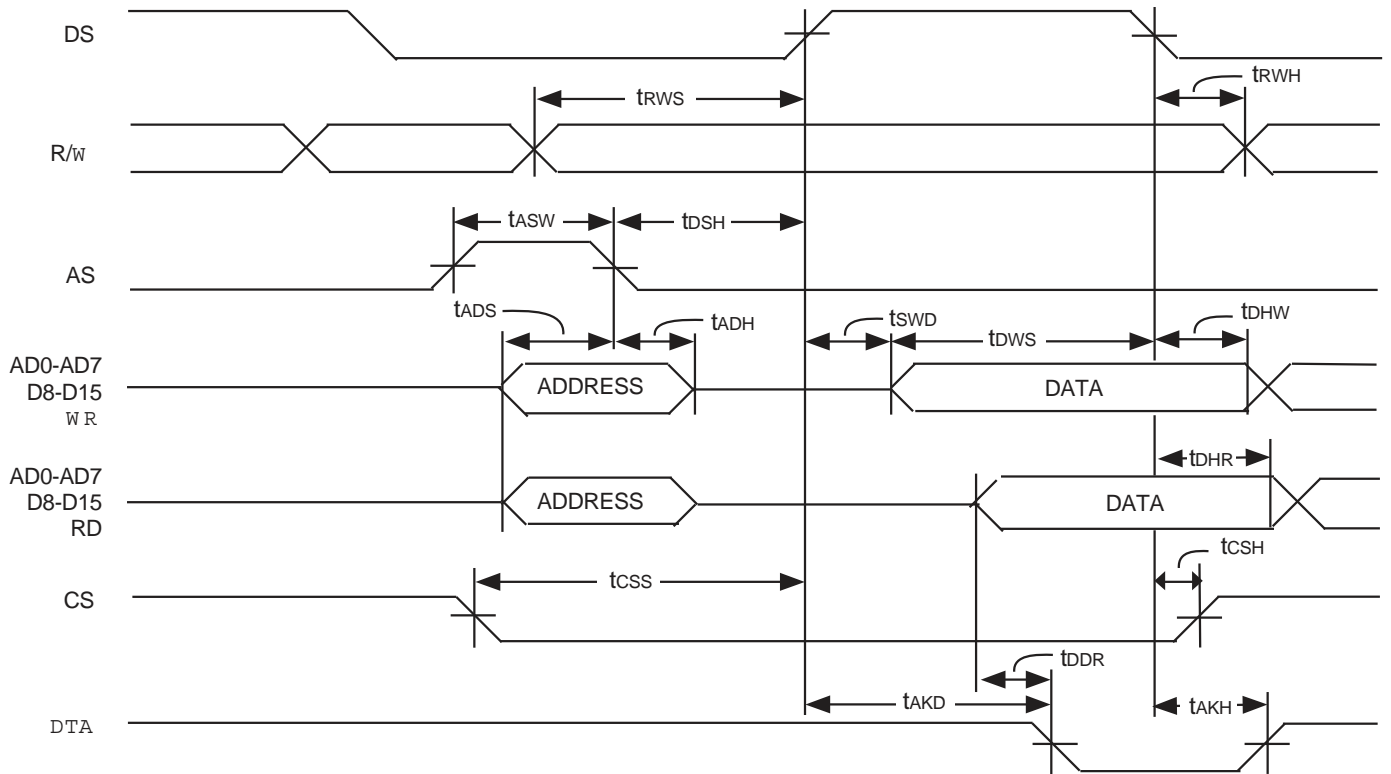 DS
tRWH
tRWS
R/W
tASW
tDSH
AS
tADS
tADH
tSWD
tDWS
tDHW
AD0-AD7
D8-D15
WR
ADDRESS
DATA
tDHR
AD0-AD7
D8-D15
RD
ADDRESS
DATA
tCSH
tCSS
CS
tDDR
tAKD
tAKH
DTA